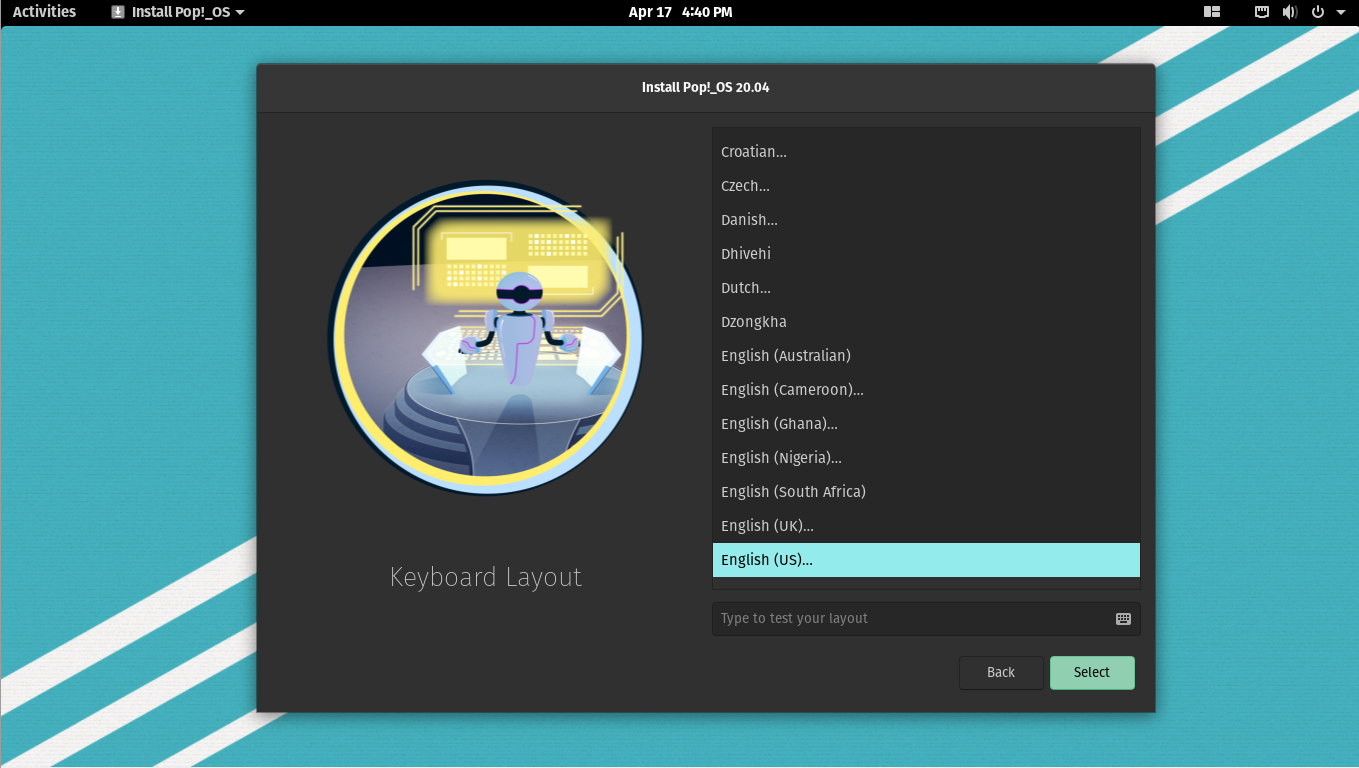 Activities
Install Pop!_OS
Apr 17 4:40 PM
Install Pop!_OS 20.04
Croatian...
Czech...
Danish...
Dhivehi
Dutch...
Dzongkha
English (Australian)
English (Cameroon)...
English (Ghana)...
English (Nigeria)...
English (South Africa)
English (UK)...
English (US)...
Keyboard Layout
Type to test your layout
Back
Select